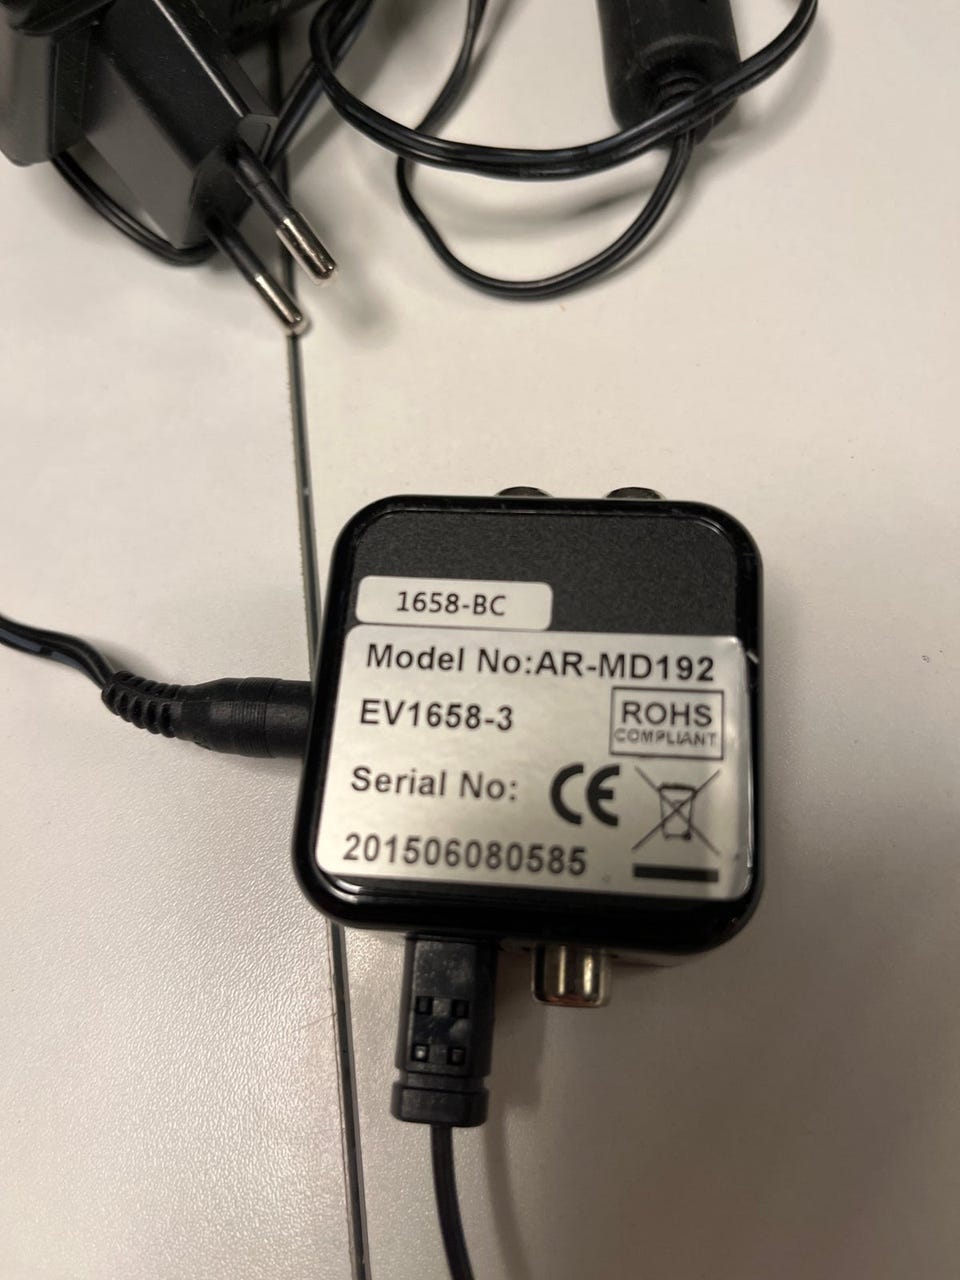 1658-BC
Model No:AR-MD192
EV1658-3
ROHS
COMPLIANT
Serial No:
CE
201506080585